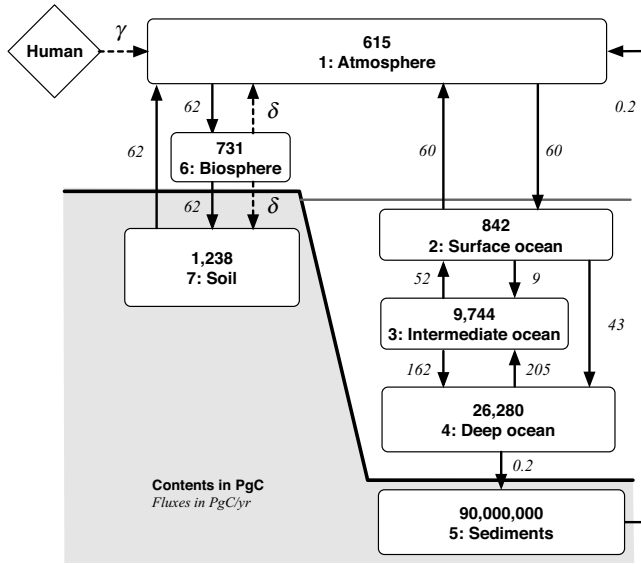 Human
γ
615
1: Atmosphere
62
δ
0.2
62
731
6: Biosphere
60
60
62
δ
1,238
7: Soil
842
2: Surface ocean
52
9
9,744
3: Intermediate ocean
43
162
205
26,280
4: Deep ocean
0.2
Contents in PgC
Fluxes in PgC/yr
90,000,000
5: Sediments